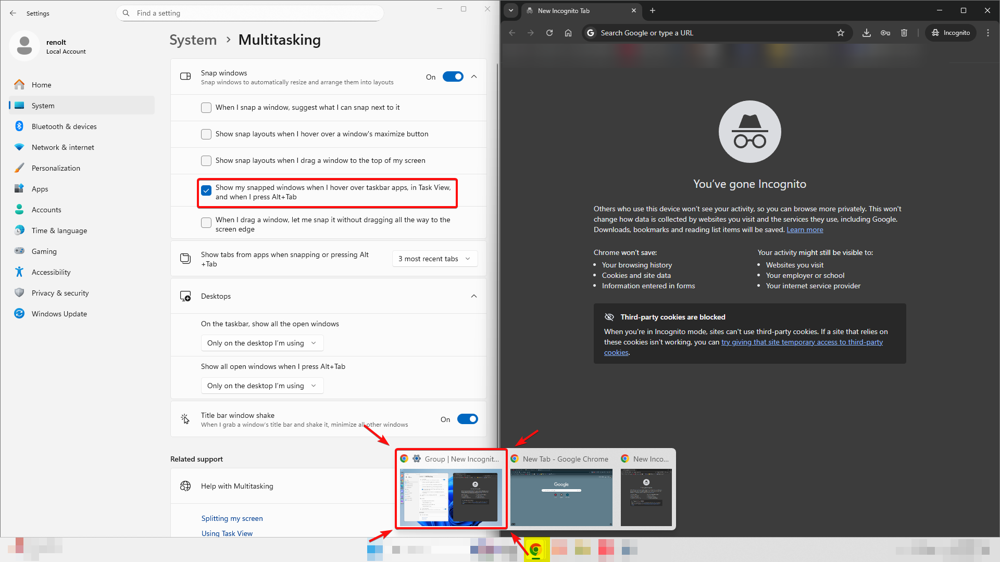 Settings
Find a setting
renolt
Local Account
Home
System
Bluetooth & devices
Network & internet
Personalization
Apps
Accounts
Time & language
Gaming
Accessibility
Privacy & security
Windows Update
System > Multitasking
Snap windows
Snap windows to automatically resize and arrange them into layouts
On
When I snap a window, suggest what I can snap next to it
Show snap layouts when I hover over a window's maximize button
Show snap layouts when I drag a window to the top of my screen
Show my snapped windows when I hover over taskbar apps, in Task View,
and when I press Alt+Tab
When I drag a window, let me snap it without dragging all the way to the
screen edge
Show tabs from apps when snapping or pressing Alt
+Tab
3 most recent tabs
Desktops
On the taskbar, show all the open windows
Only on the desktop I'm using
Show all open windows when I press Alt+Tab
Only on the desktop I'm using
Title bar window shake
When I grab a window's title bar and shake it, minimize all other windows
On
Related support
Help with Multitasking
Splitting my screen
Using Task View
New Incognito Tab
Search Google or type a URL
Incognito
You've gone Incognito
Others who use this device won't see your activity, so you can browse more privately. This won't
change how data is collected by websites you visit and the services they use, including Google.
Downloads, bookmarks and reading list items will be saved. Learn more
Chrome won't save:
Your browsing history
Cookies and site data
Information entered in forms
Your activity might still be visible to:
Websites you visit
Your employer or school
Your internet service provider
Third-party cookies are blocked
When you're in Incognito mode, sites can't use third-party cookies. If a site that relies on
these cookies isn't working, you can try giving that site temporary access to third-party
cookies.
Group | New Incognit...
New Tab - Google Chrome
New Inco...
Google